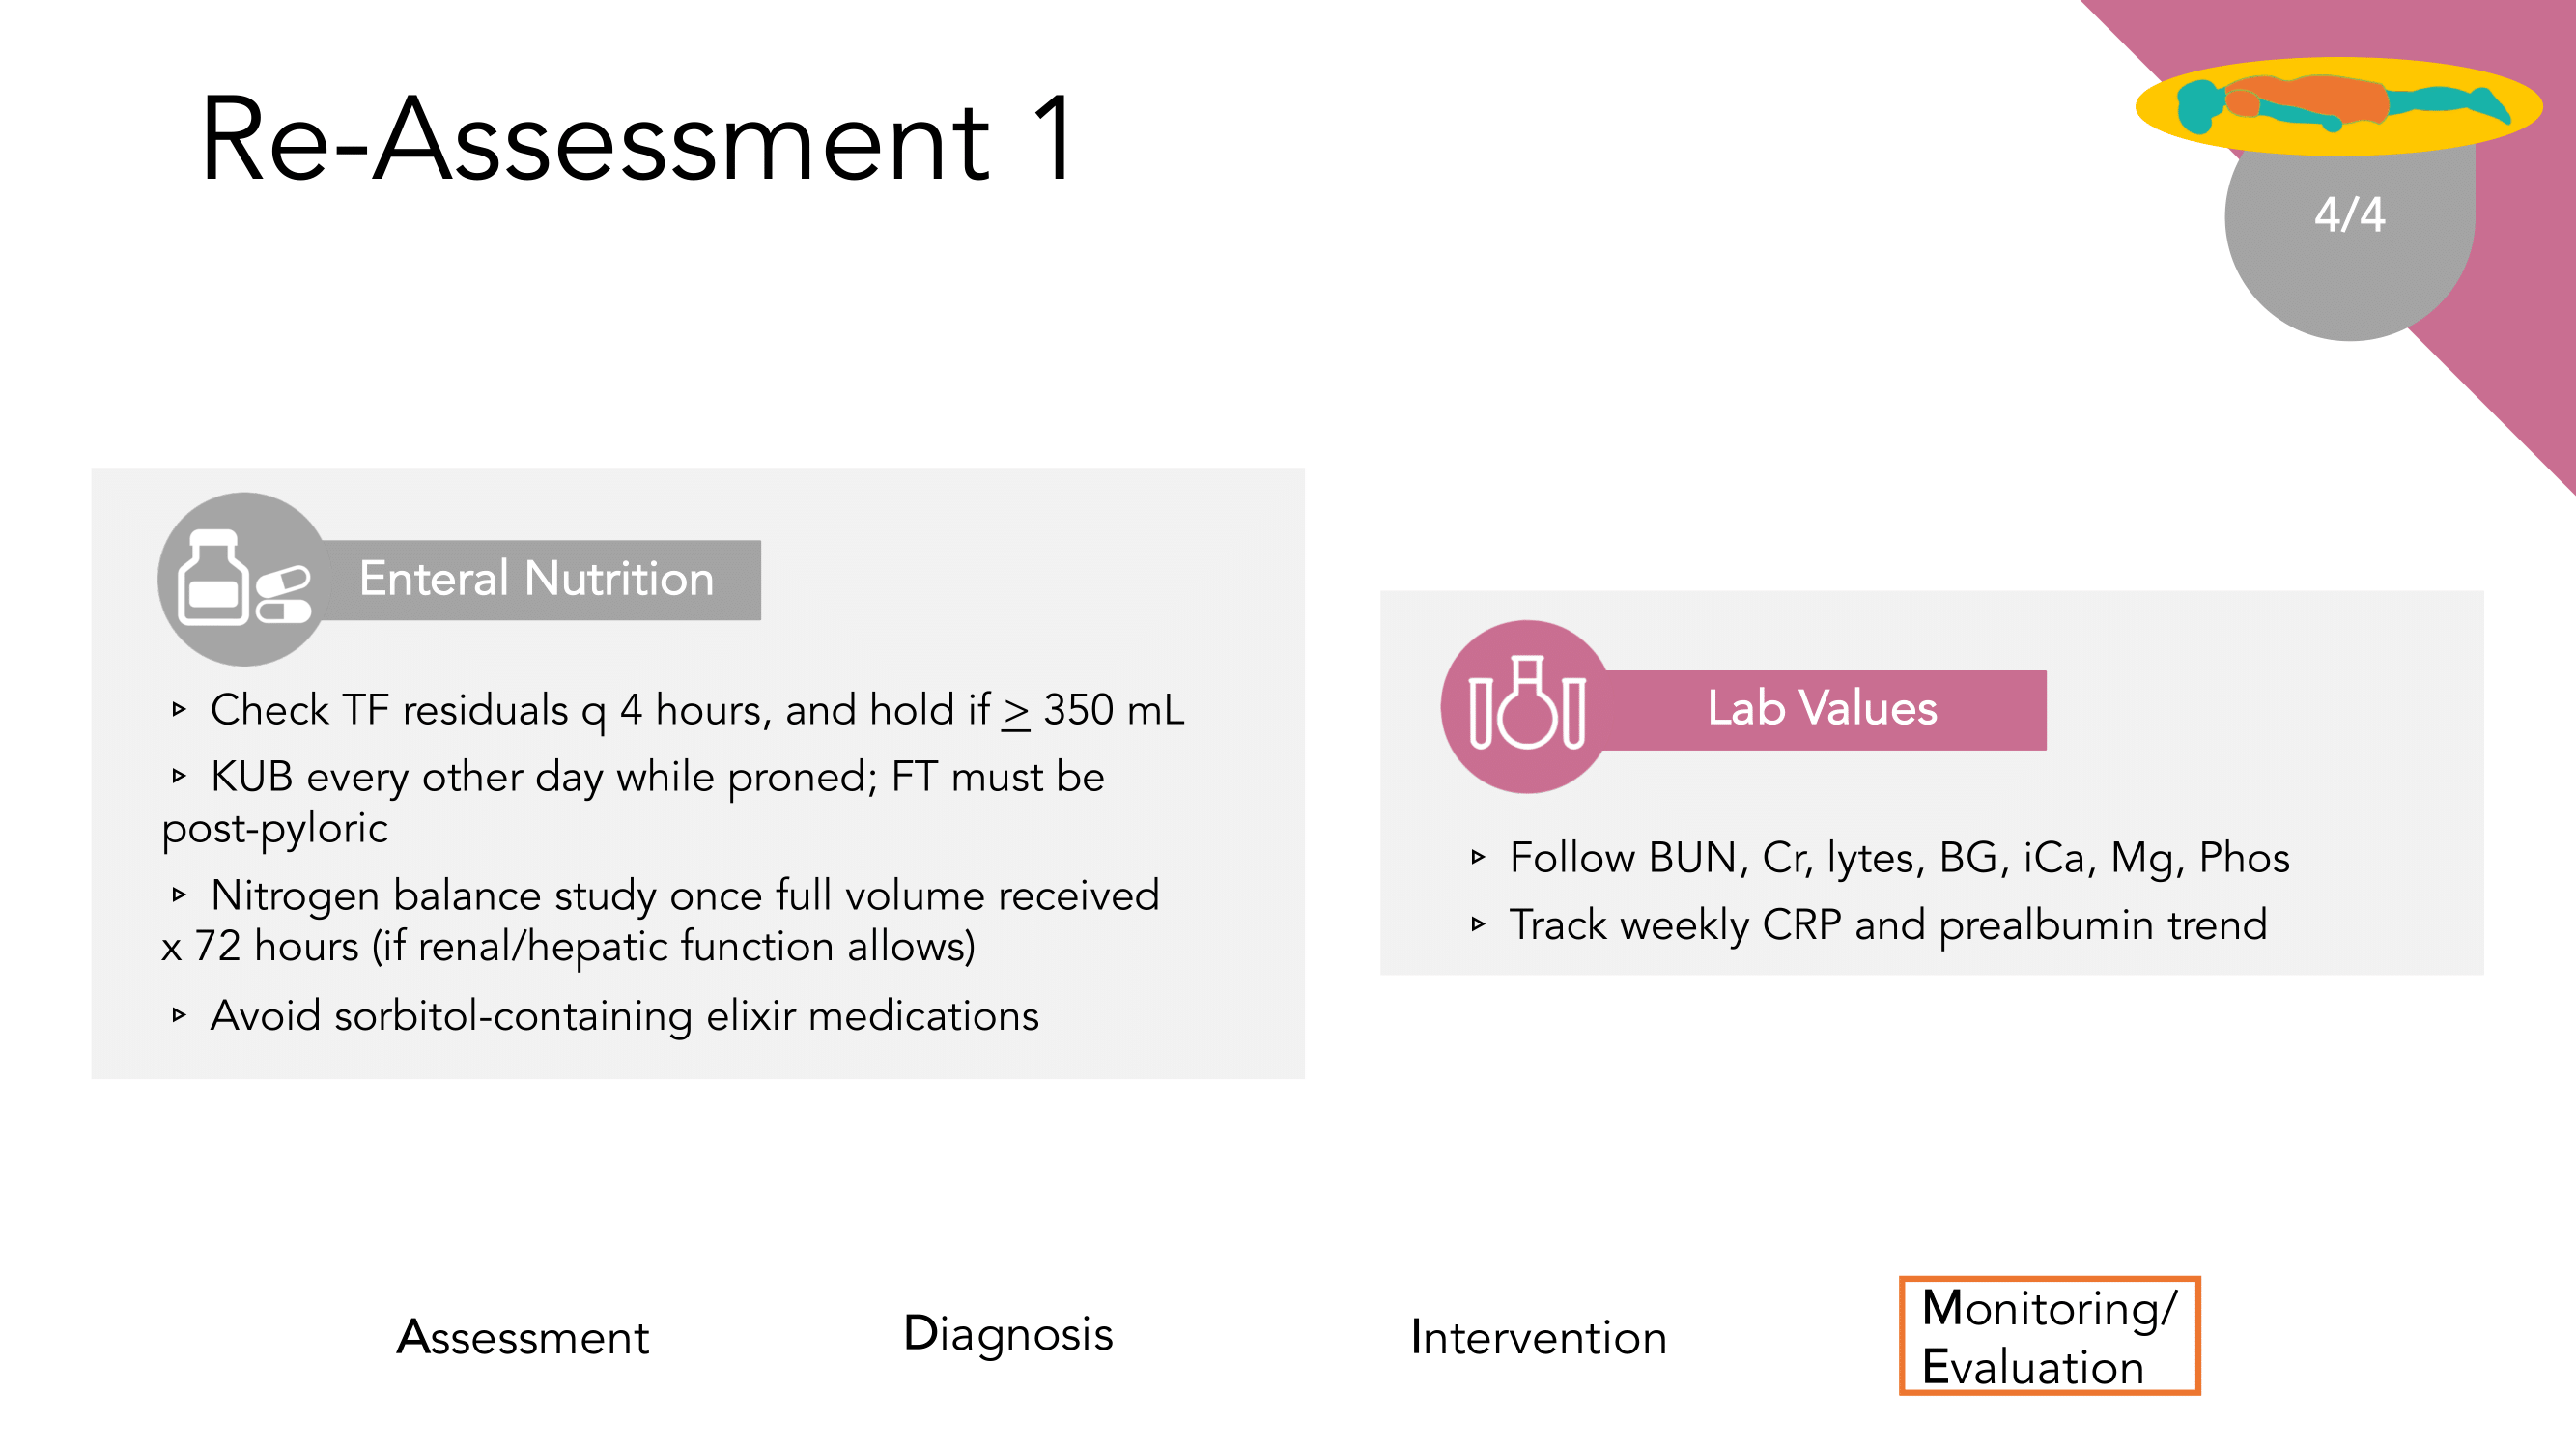 Re-Assessment 1
4/4
Enteral Nutrition
▹ Check TF residuals q 4 hours, and hold if ≥ 350 mL
▹ KUB every other day while proned; FT must be
post-pyloric
▹ Nitrogen balance study once full volume received
x 72 hours (if renal/hepatic function allows)
▹ Avoid sorbitol-containing elixir medications
Lab Values
▹ Follow BUN, Cr, lytes, BG, iCa, Mg, Phos
▹ Track weekly CRP and prealbumin trend
Assessment
Diagnosis
Intervention
Monitoring/
Evaluation